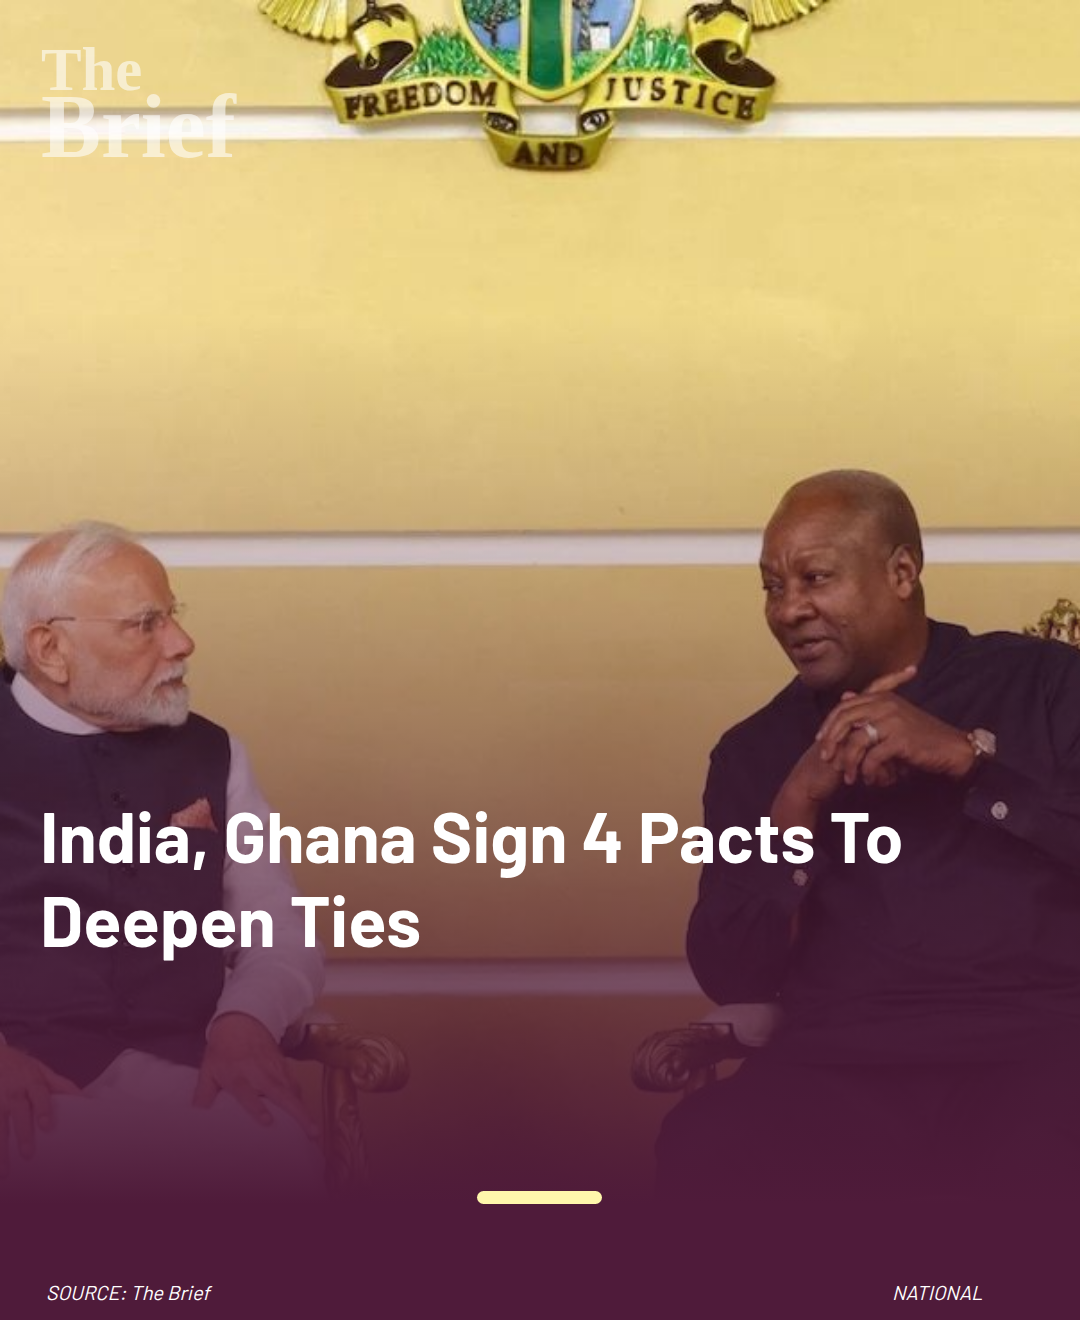 The
Brief
FREEDOM JUSTICE
AND
India, Ghana Sign 4 Pacts To
Deepen Ties
SOURCE: The Brief
NATIONAL